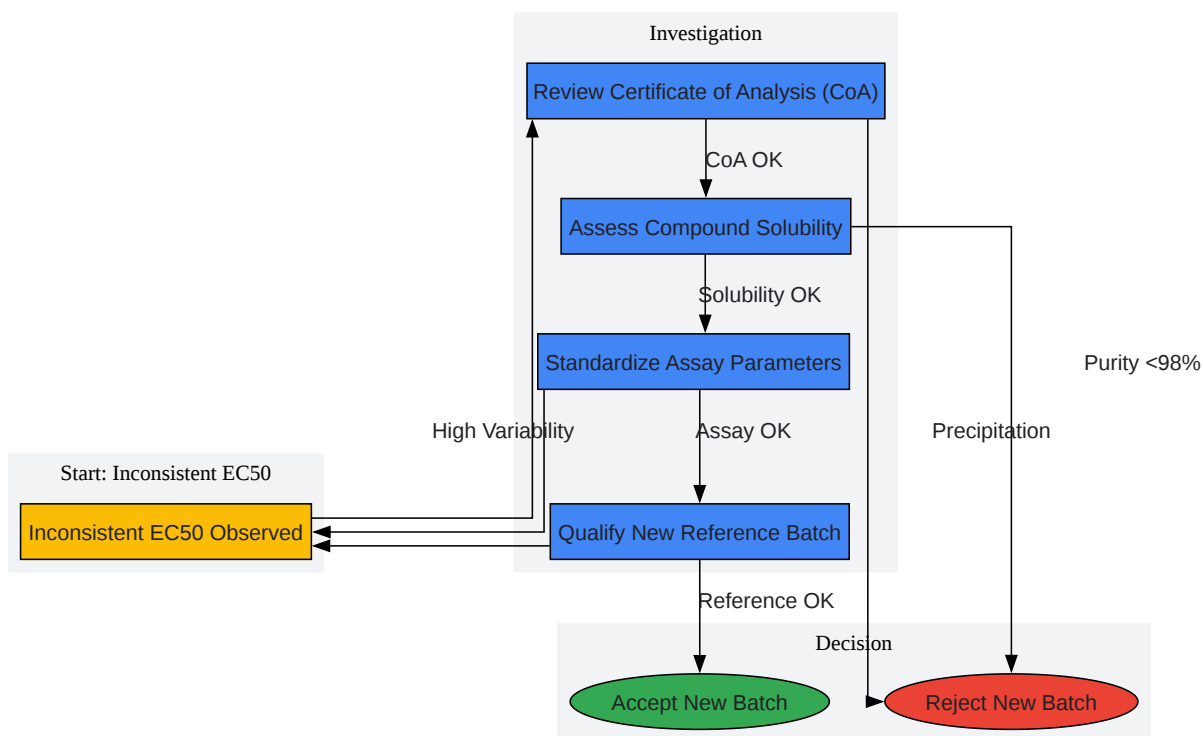 Investigation
Review Certificate of Analysis (CoA)
CoA OK
Assess Compound Solubility
Solubility OK
Standardize Assay Parameters
Purity <98%
High Variability
Assay OK
Precipitation
Start: Inconsistent EC50
Inconsistent EC50 Observed
Qualify New Reference Batch
Reference OK
Decision
Accept New Batch
Reject New Batch